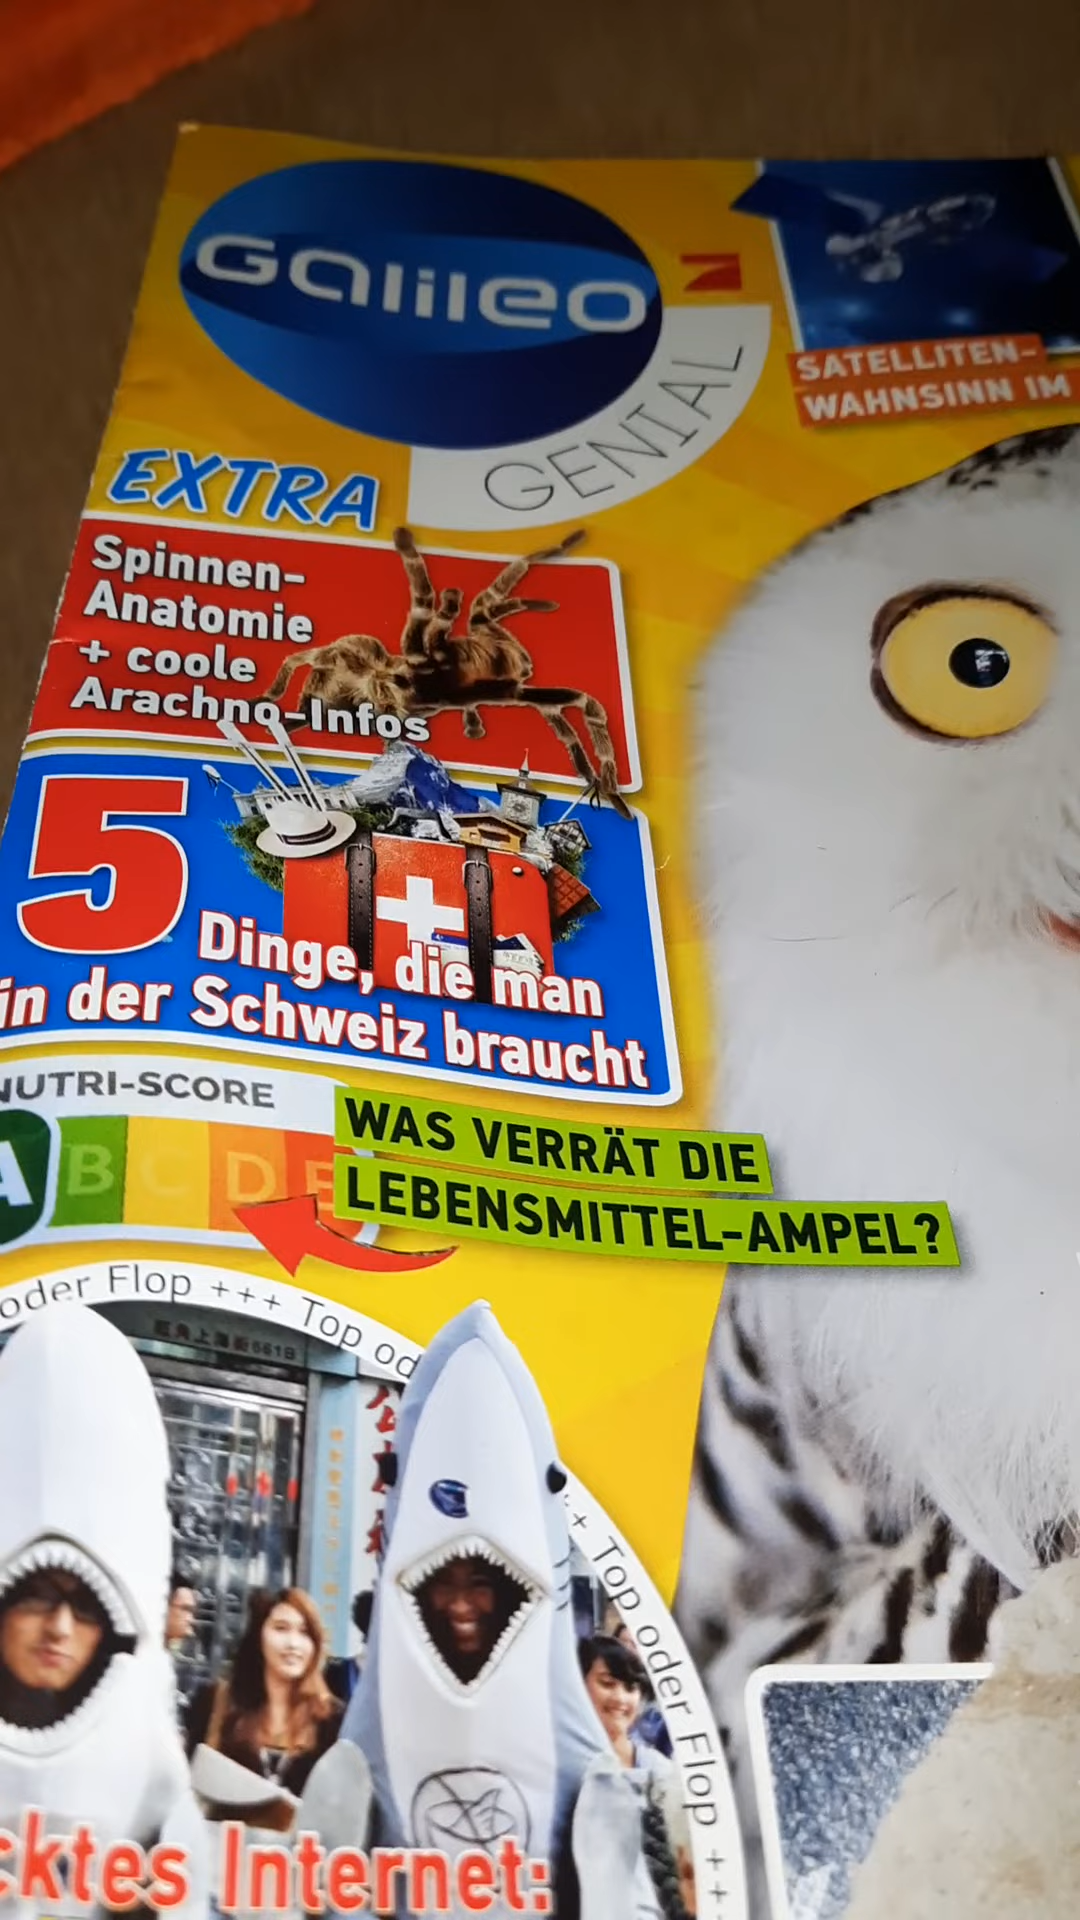 Galileo
GENIAL
SATELLITEN-
WAHNSINN IM
EXTRA
Spinnen-
Anatomie
+ coole
Arachno-Infos
5
Dinge, die man
in der Schweiz braucht
NUTRI-SCORE
A B C D E
WAS VERRÄT DIE
LEBENSMITTEL-AMPEL?
oder Flop +++ Top od
Top oder Flop ++
cktes Internet: